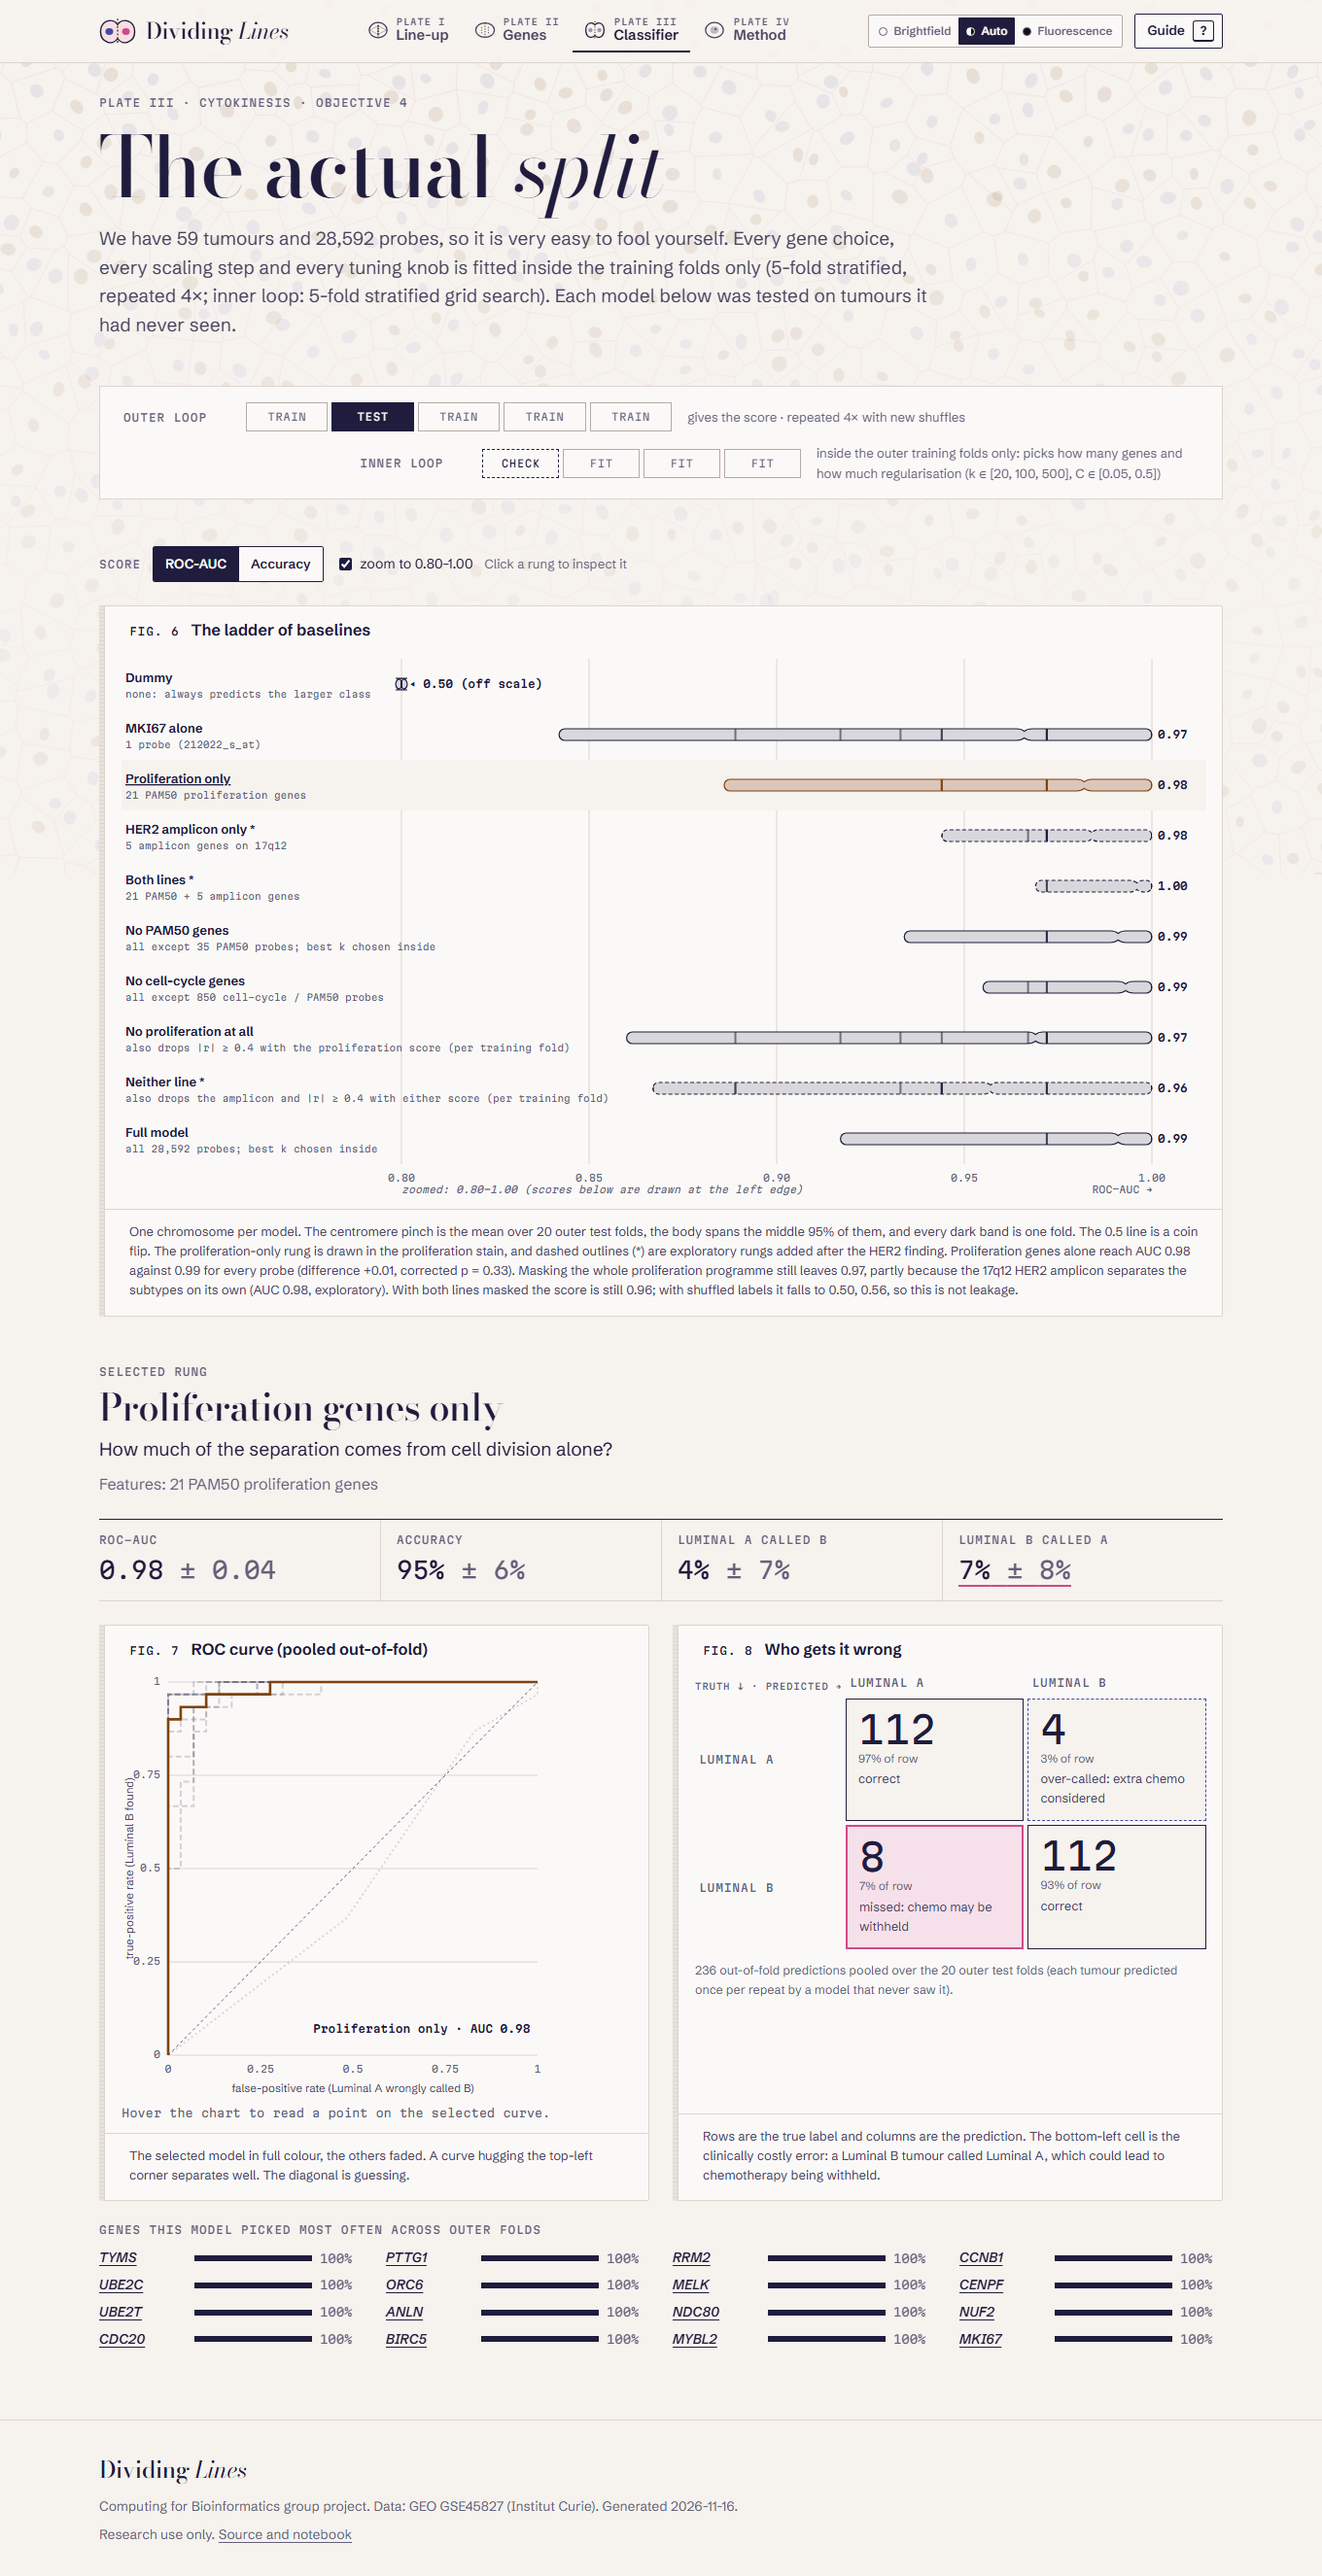 Dividing Lines
PLATE I
Line-up
PLATE II
Genes
PLATE III
Classifier
PLATE IV
Method
Brightfield
Auto
Fluorescence
Guide ?
PLATE III · CYTOKINESIS · OBJECTIVE 4
The actual split
We have 59 tumours and 28,592 probes, so it is very easy to fool yourself. Every gene choice,
every scaling step and every tuning knob is fitted inside the training folds only (5-fold stratified,
repeated 4×; inner loop: 5-fold stratified grid search). Each model below was tested on tumours it
had never seen.
OUTER LOOP TRAIN TEST TRAIN TRAIN TRAIN gives the score · repeated 4× with new shuffles
INNER LOOP CHECK FIT FIT FIT inside the outer training folds only: picks how many genes and
how much regularisation (k ∈ [20, 100, 500], C ∈ [0.05, 0.5])
SCORE ROC-AUC Accuracy zoom to 0.80–1.00 Click a rung to inspect it
FIG. 6 The ladder of baselines
Dummy
none: always predicts the larger class
◂ 0.50 (off scale)
MKI67 alone
1 probe (212022_s_at)
0.97
Proliferation only
21 PAM50 proliferation genes
0.98
HER2 amplicon only *
5 amplicon genes on 17q12
0.98
Both lines *
21 PAM50 + 5 amplicon genes
1.00
No PAM50 genes
all except 35 PAM50 probes; best k chosen inside
0.99
No cell-cycle genes
all except 850 cell-cycle / PAM50 probes
0.99
No proliferation at all
also drops |r| ≥ 0.4 with the proliferation score (per training fold)
0.97
Neither line *
also drops the amplicon and |r| ≥ 0.4 with either score (per training fold)
0.96
Full model
all 28,592 probes; best k chosen inside
0.99
0.80 0.85 0.90 0.95 1.00
zoomed: 0.80–1.00 (scores below are drawn at the left edge) ROC-AUC →
One chromosome per model. The centromere pinch is the mean over 20 outer test folds, the body spans the middle 95% of them, and every dark band is one fold. The 0.5 line is a coin
flip. The proliferation-only rung is drawn in the proliferation stain, and dashed outlines (*) are exploratory rungs added after the HER2 finding. Proliferation genes alone reach AUC 0.98
against 0.99 for every probe (difference +0.01, corrected p = 0.33). Masking the whole proliferation programme still leaves 0.97, partly because the 17q12 HER2 amplicon separates the
subtypes on its own (AUC 0.98, exploratory). With both lines masked the score is still 0.96; with shuffled labels it falls to 0.50, 0.56, so this is not leakage.
SELECTED RUNG
Proliferation genes only
How much of the separation comes from cell division alone?
Features: 21 PAM50 proliferation genes
ROC-AUC
0.98 ± 0.04
ACCURACY
95% ± 6%
LUMINAL A CALLED B
4% ± 7%
LUMINAL B CALLED A
7% ± 8%
FIG. 7 ROC curve (pooled out-of-fold)
1
0.75
0.5
0.25
0
true-positive rate (Luminal B found)
Proliferation only · AUC 0.98
0 0.25 0.5 0.75 1
false-positive rate (Luminal A wrongly called B)
Hover the chart to read a point on the selected curve.
The selected model in full colour, the others faded. A curve hugging the top-left
corner separates well. The diagonal is guessing.
FIG. 8 Who gets it wrong
TRUTH ↓ · PREDICTED → LUMINAL A LUMINAL B
LUMINAL A
112
97% of row
correct
4
3% of row
over-called: extra chemo
considered
LUMINAL B
8
7% of row
missed: chemo may be
withheld
112
93% of row
correct
236 out-of-fold predictions pooled over the 20 outer test folds (each tumour predicted
once per repeat by a model that never saw it).
Rows are the true label and columns are the prediction. The bottom-left cell is the
clinically costly error: a Luminal B tumour called Luminal A, which could lead to
chemotherapy being withheld.
GENES THIS MODEL PICKED MOST OFTEN ACROSS OUTER FOLDS
TYMS 100% PTTG1 100% RRM2 100% CCNB1 100%
UBE2C 100% ORC6 100% MELK 100% CENPF 100%
UBE2T 100% ANLN 100% NDC80 100% NUF2 100%
CDC20 100% BIRC5 100% MYBL2 100% MKI67 100%
Dividing Lines
Computing for Bioinformatics group project. Data: GEO GSE45827 (Institut Curie). Generated 2026-11-16.
Research use only. Source and notebook